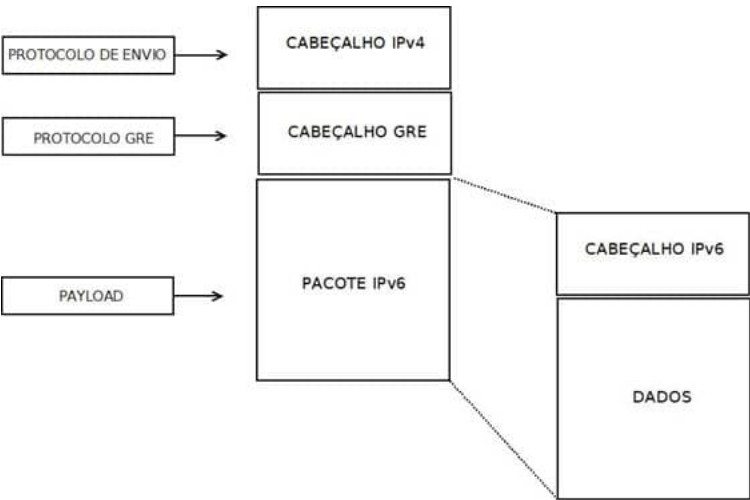 PROTOCOLO DE ENVIO
CABEÇALHO IPv4
PROTOCOLO GRE
CABEÇALHO GRE
PAYLOAD
PACOTE IPv6
CABEÇALHO IPv6
DADOS